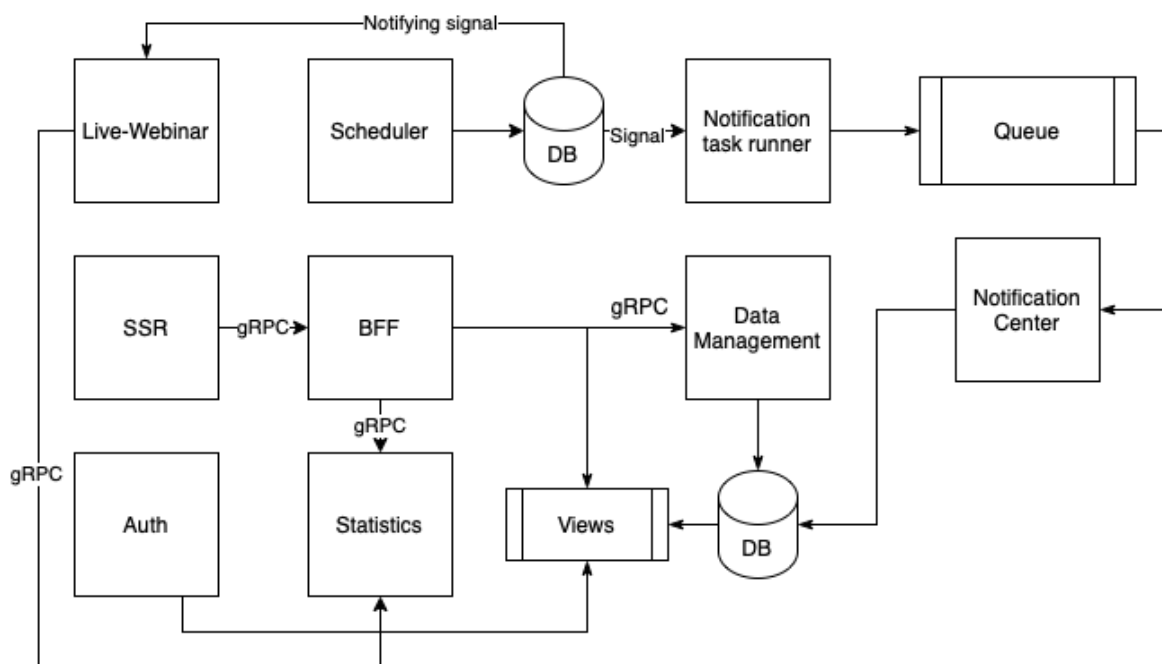 Notifying signal
Live-Webinar
Scheduler
DB
Signal
Notification
task runner
Queue
SSR
gRPC
BFF
gRPC
Data
Management
Notification
Center
gRPC
gRPC
Auth
Statistics
Views
DB